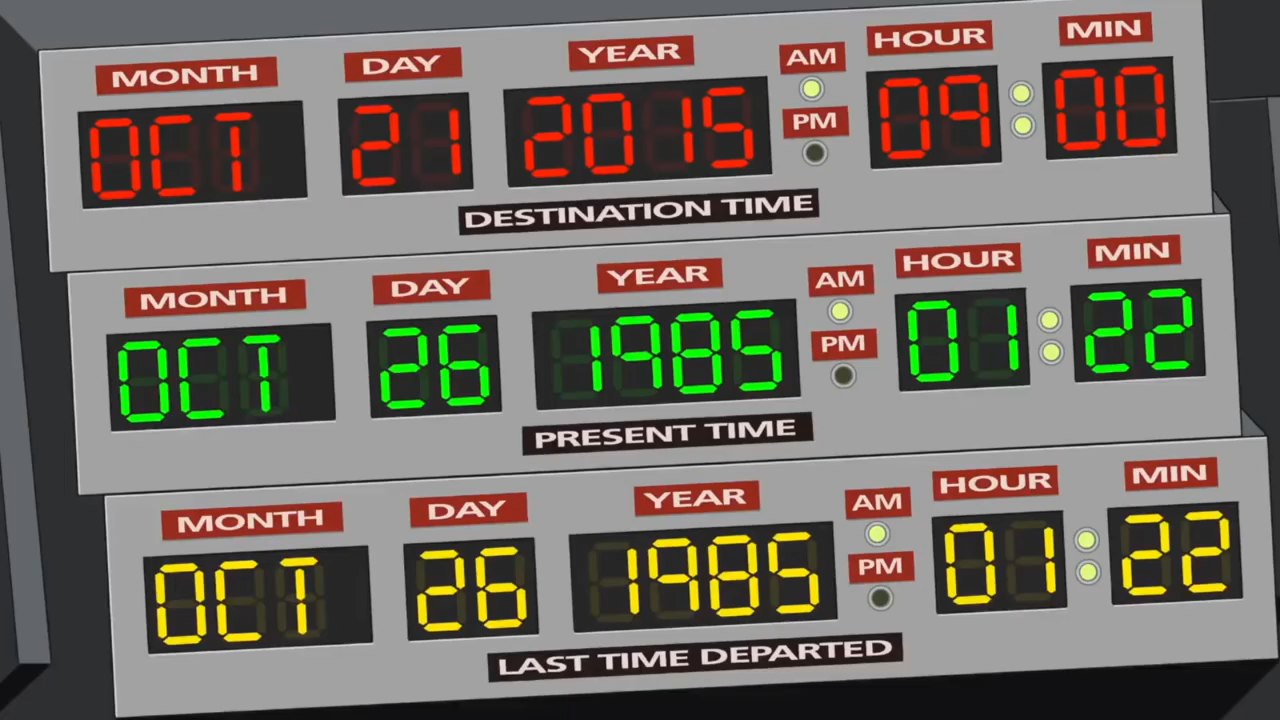 MONTH DAY YEAR AM HOUR MIN
OCT 21 2015 PM 09 : 00
DESTINATION TIME
MONTH DAY YEAR AM HOUR MIN
OCT 26 1985 PM 01 : 22
PRESENT TIME
MONTH DAY YEAR AM HOUR MIN
OCT 26 1985 PM 01 : 22
LAST TIME DEPARTED